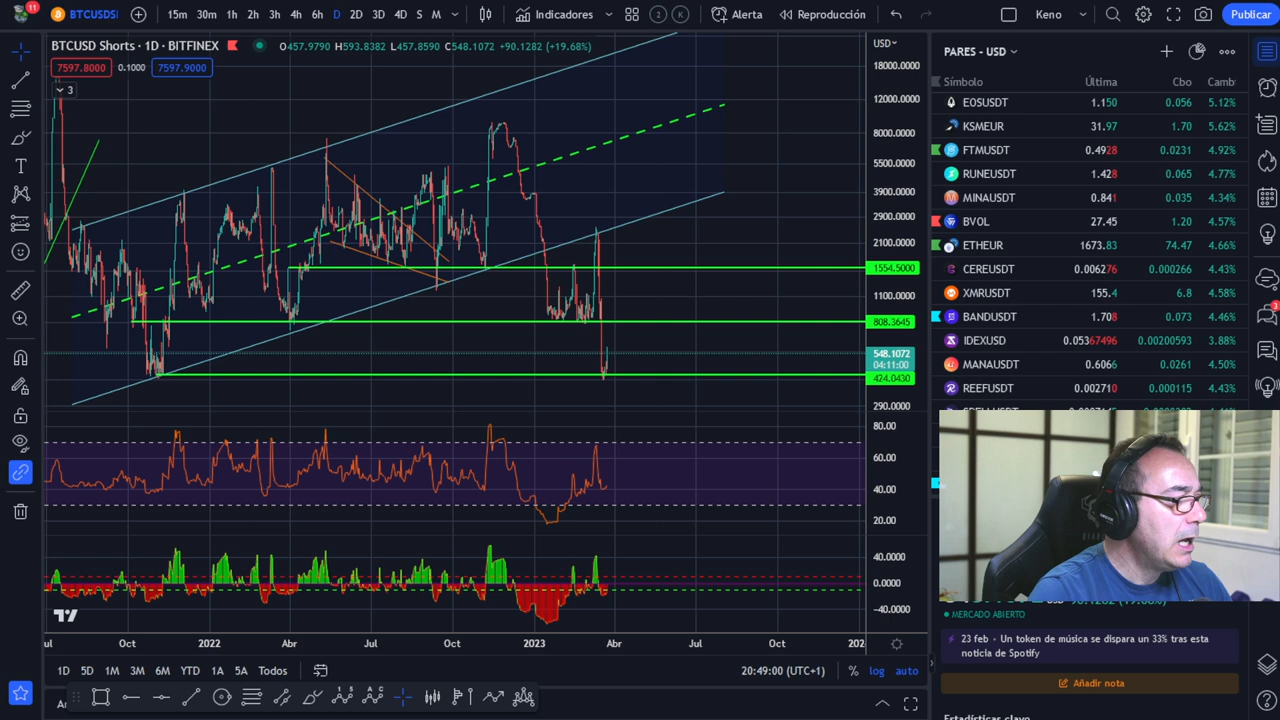 11
BTCUSDS
15m 30m 1h 2h 3h 4h 6h D 2D 3D 4D S M
Indicadores
2 K
Alerta
Reproducción
Keno
Publicar
BTCUSD Shorts · 1D · BITFINEX
O457.9790 H593.8382 L457.8590 C548.1072 +90.1282 (+19.68%)
7597.8000 0.1000 7597.9000
3
USD
18000.0000
12000.0000
8000.0000
5500.0000
3900.0000
2900.0000
2100.0000
1554.5000
1100.0000
808.3645
548.1072
04:11:00
424.0430
290.0000
80.00
60.00
40.00
20.00
40.0000
0.0000
-40.0000
ul Oct 2022 Abr Jul Oct 2023 Abr Jul Oct 202
1D 5D 1M 3M 6M YTD 1A 5A Todos
20:49:00 (UTC+1) % log auto
PARES - USD
Símbolo Última Cbo Camb
EOSUSDT 1.150 0.056 5.12%
KSMEUR 31.97 1.70 5.62%
FTMUSDT 0.4928 0.0231 4.92%
RUNEUSDT 1.428 0.065 4.77%
MINAUSDT 0.841 0.035 4.34%
BVOL 27.45 1.20 4.57%
ETHEUR 1673.83 74.47 4.66%
CEREUSDT 0.006276 0.000266 4.43%
XMRUSDT 155.4 6.8 4.58%
BANDUSDT 1.708 0.073 4.46%
IDEXUSD 0.05367496 0.00200593 3.88%
MANAUSDT 0.6066 0.0261 4.50%
REEFUSDT 0.002710 0.000115 4.43%
3
MERCADO ABIERTO
23 feb · Un token de música se dispara un 33% tras esta
noticia de Spotify
Añadir nota
Estadísticas clave